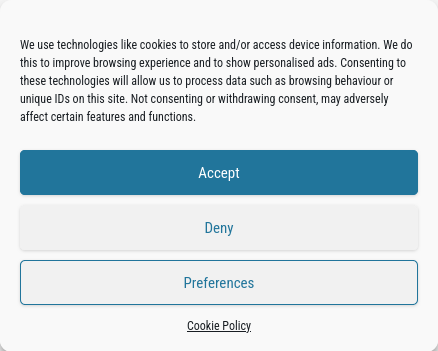 We use technologies like cookies to store and/or access device information. We do
this to improve browsing experience and to show personalised ads. Consenting to
these technologies will allow us to process data such as browsing behaviour or
unique IDs on this site. Not consenting or withdrawing consent, may adversely
affect certain features and functions.
Accept
Deny
Preferences
Cookie Policy